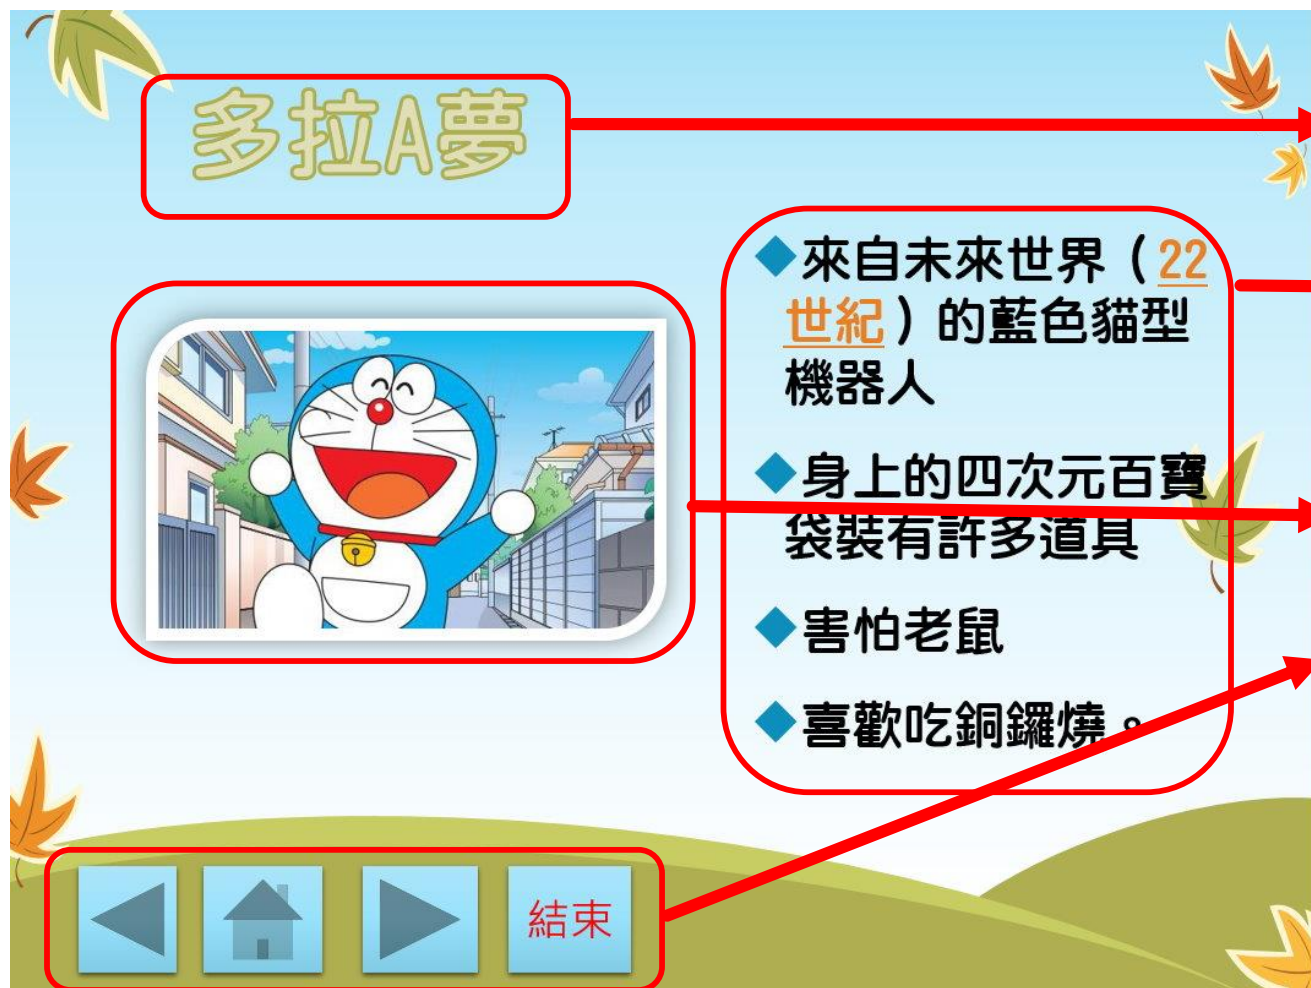 多拉A夢
◆來自未來世界（22
世紀）的藍色貓型
機器人
◆身上的四次元百寶
袋裝有許多道具
◆害怕老鼠
◆喜歡吃銅鑼燒。
結束